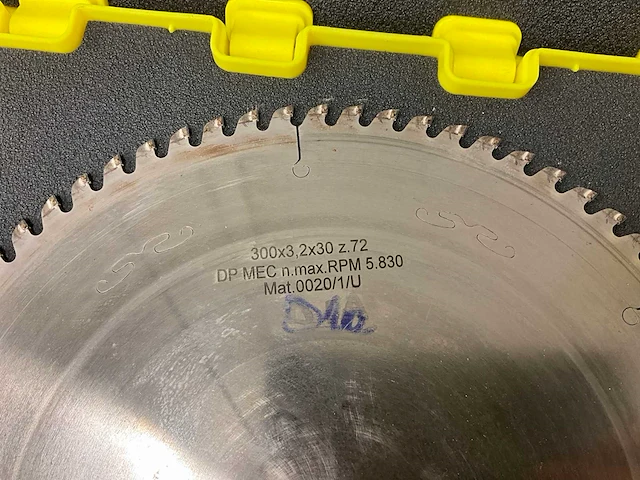 300x3,2x30 z.72
DP MEC n.max.RPM 5.830
Mat.0020/1/U